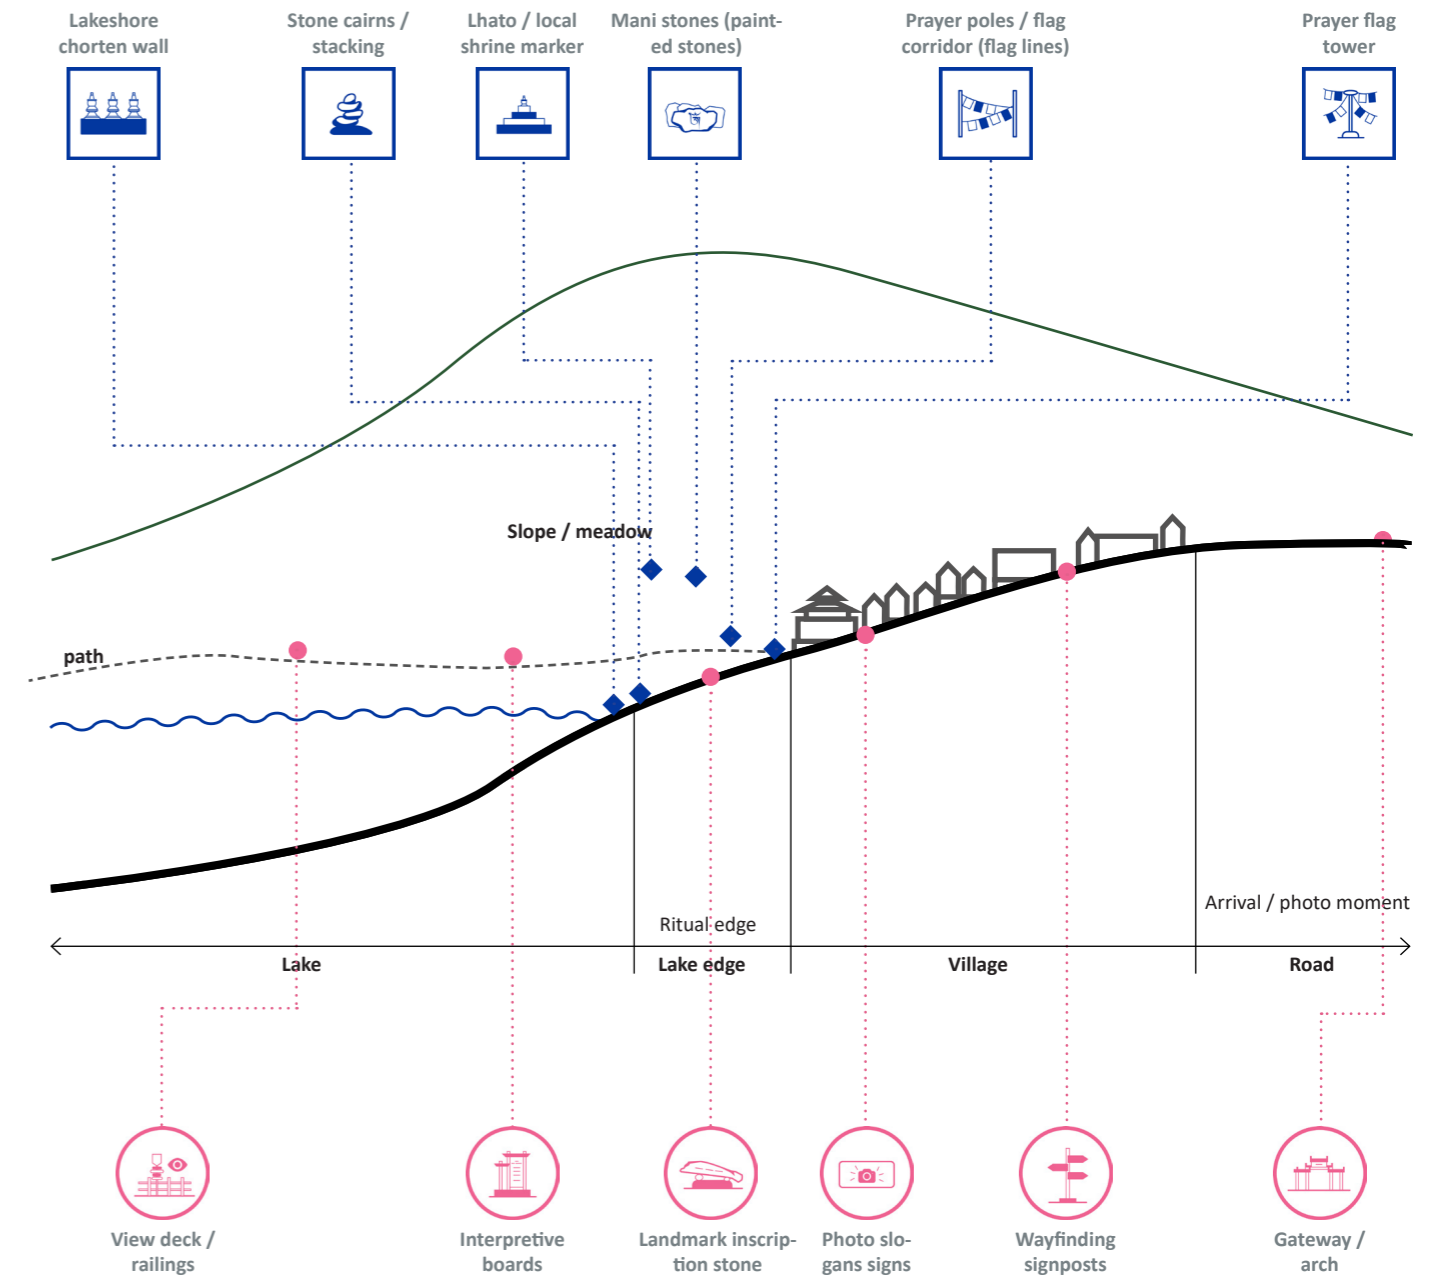 Lakeshore
chorten wall
Stone cairns /
stacking
Lhato / local
shrine marker
Mani stones (paint-
ed stones)
Prayer poles / flag
corridor (flag lines)
Prayer flag
tower
Slope / meadow
path
Arrival / photo moment
Ritual edge
Lake
Lake edge
Village
Road
View deck /
railings
Interpretive
boards
Landmark inscrip-
tion stone
Photo slo-
gans signs
Wayfinding
signposts
Gateway /
arch